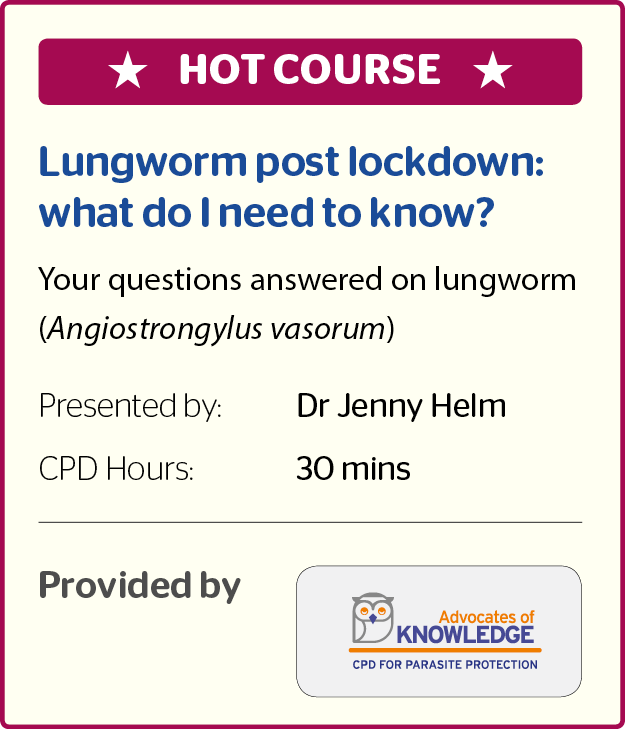 HOT COURSE
Lungworm post lockdown:
what do I need to know?
Your questions answered on lungworm
(Angiostrongylus vasorum)
Presented by: Dr Jenny Helm
CPD Hours: 30 mins
Provided by
Advocates of
KNOWLEDGE
CPD FOR PARASITE PROTECTION